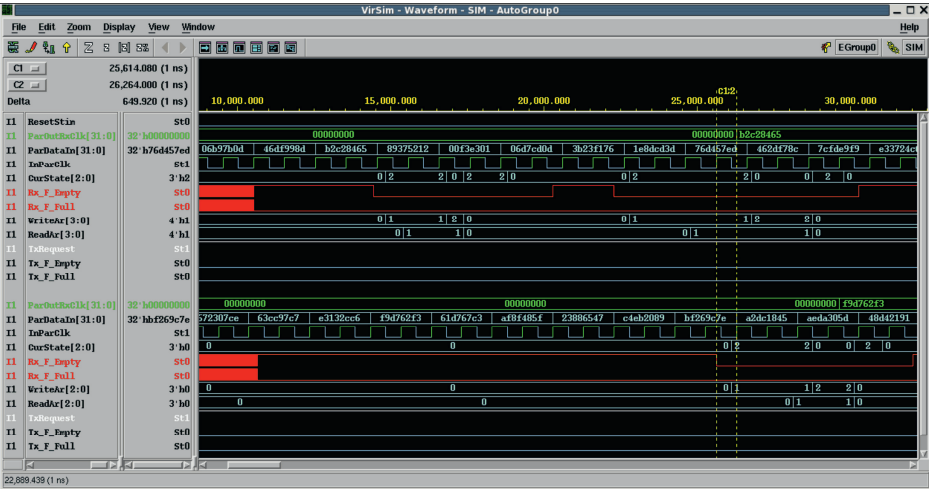 VirSim - Waveform - SIM - AutoGroup0
File Edit Zoom Display View Window Help
EGroup0 SIM
C1 25,614.080 (1 ns)
C2 26,264.000 (1 ns)
Delta 649.920 (1 ns)
C1 2
10,000.000 15,000.000 20,000.000 25,000.000 30,000.000
I1 ResetStim St0
I1 ParOutRxClk[31:0] 32'h00000000 00000000 00000000 b2c28465
I1 ParDataIn[31:0] 32'h76d457ed 06b97b0d 46df998d b2c28465 89375212 00f3e301 06d7cd0d 3b23f176 1e8dcd3d 76d457ed 462df78c 7cfde9f9 e33724c
I1 InParClk St1
I1 CurState[2:0] 3'h2 0 2 2 0 2 2 0 0 2 2 0 0 2 0
I1 Rx_F_Empty St0
I1 Rx_F_Full St0
I1 WriteAr[3:0] 4'h1 0 1 1 2 0 0 1 1 2 2 0
I1 ReadAr[3:0] 4'h1 0 1 1 0 0 1 1 0
I1 TxRequest St1
I1 Tx_F_Empty St0
I1 Tx_F_Full St0
I1 ParOutRxClk[31:0] 32'h00000000 00000000 00000000 00000000 f9d762f3
I1 ParDataIn[31:0] 32'hbf269c7e 572307ce 63cc97c7 e3132cc6 f9d762f3 61d767c3 af8f485f 23886547 c4eb2089 bf269c7e a2dc1845 aeda305d 48d42191
I1 InParClk St1
I1 CurState[2:0] 3'h0 0 0 0 2 2 0 0 2 0
I1 Rx_F_Empty St0
I1 Rx_F_Full St0
I1 WriteAr[2:0] 3'h0 0 0 0 1 1 2 2 0
I1 ReadAr[2:0] 3'h0 0 0 0 1 1 0
I1 TxRequest St1
I1 Tx_F_Empty St0
I1 Tx_F_Full St0
22,889.439 (1 ns)